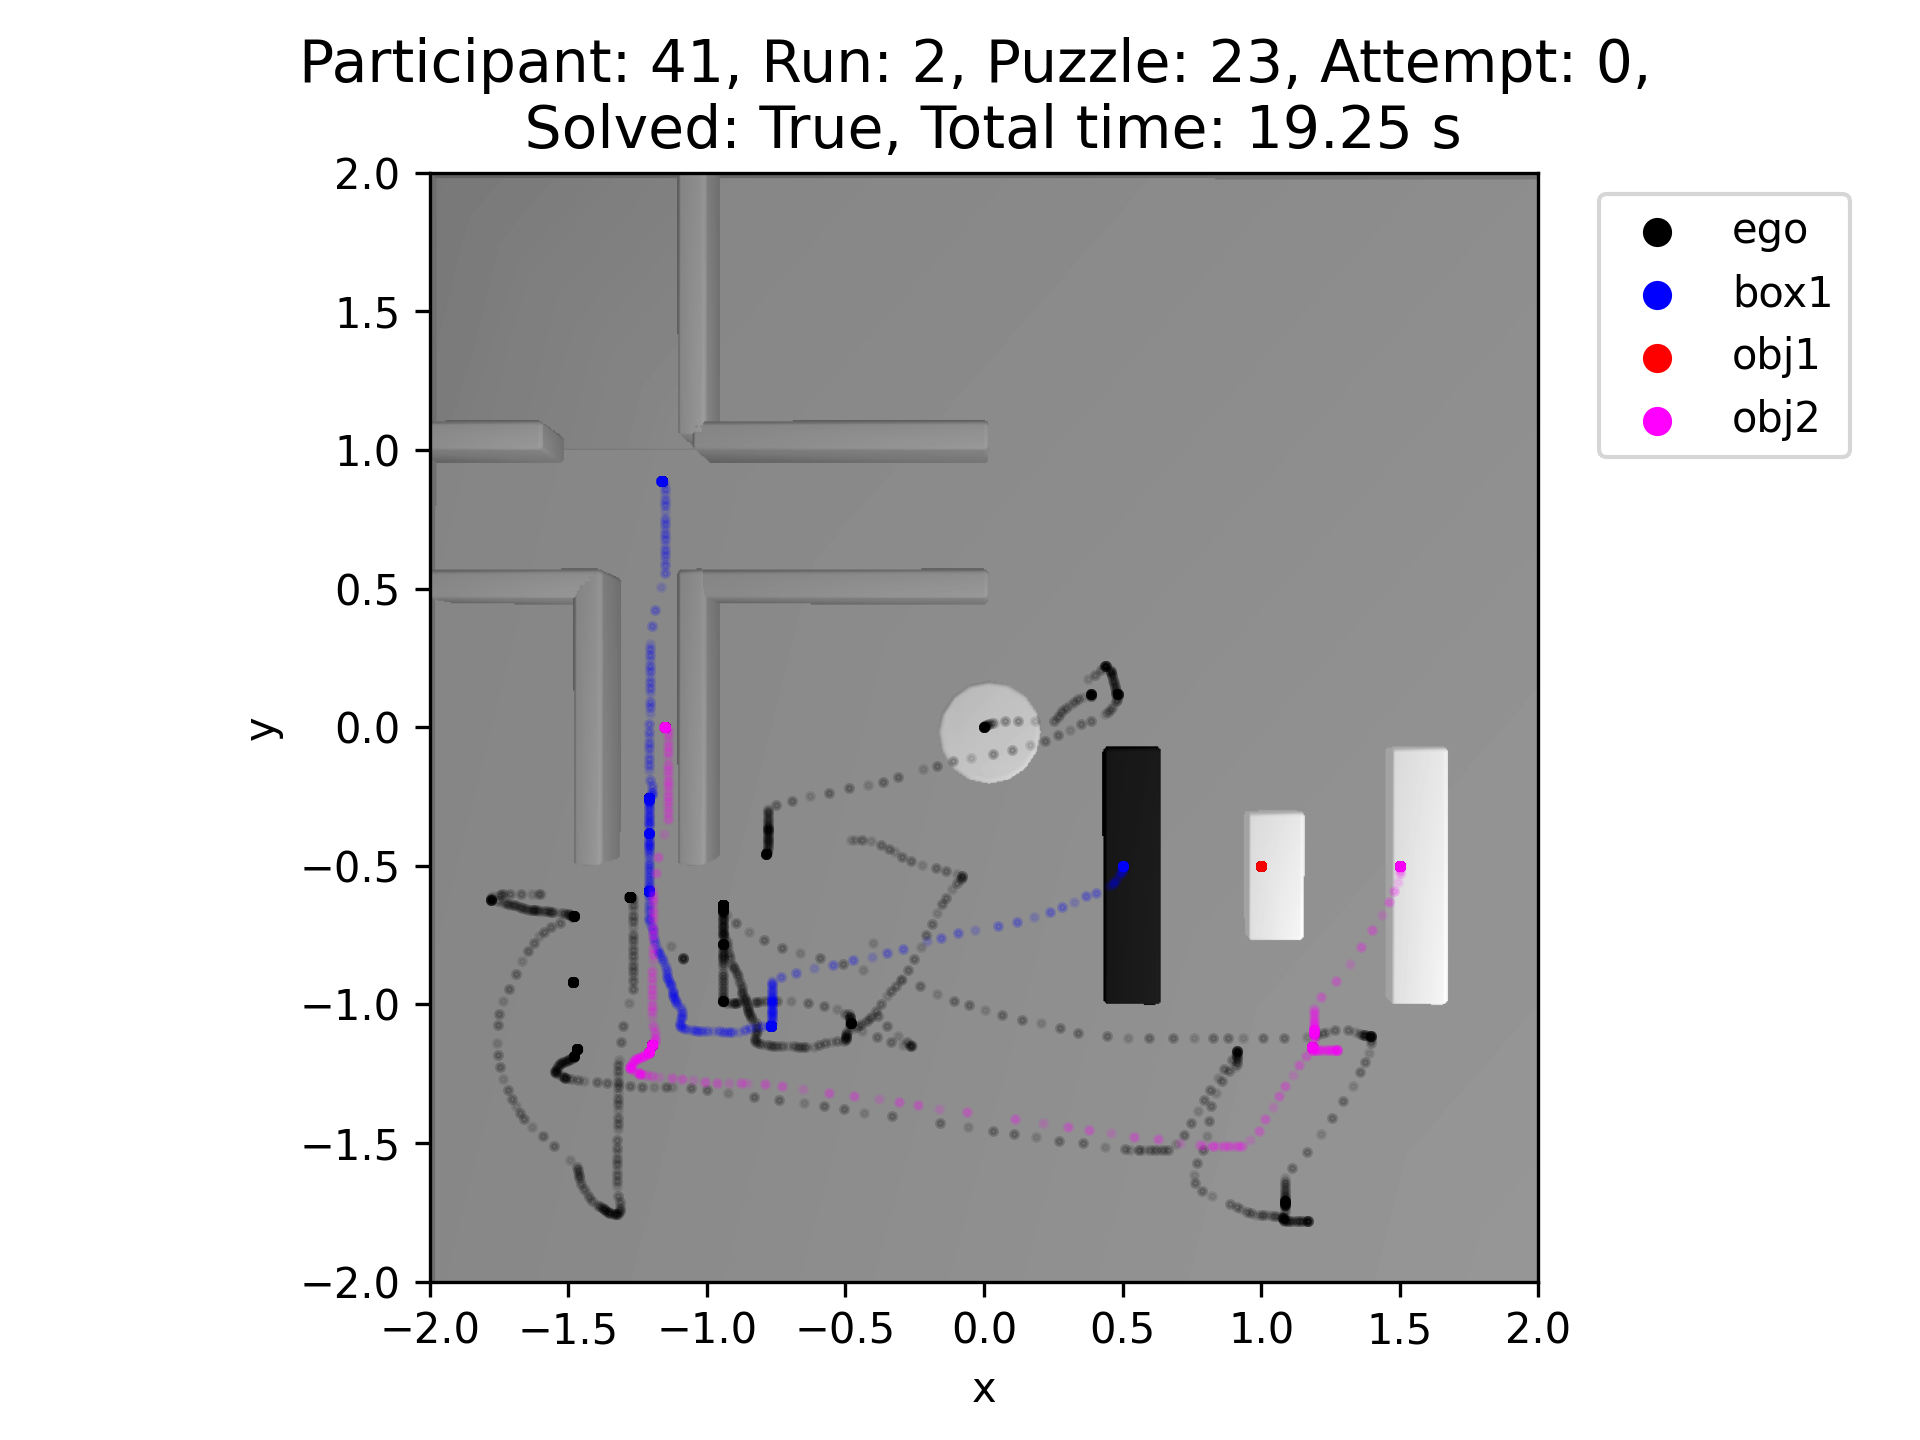 Participant: 41, Run: 2, Puzzle: 23, Attempt: 0,
Solved: True, Total time: 19.25 s
2.0
1.5
1.0
0.5
0.0
−0.5
−1.0
−1.5
−2.0
y
−2.0 −1.5 −1.0 −0.5 0.0 0.5 1.0 1.5 2.0
x
ego
box1
obj1
obj2